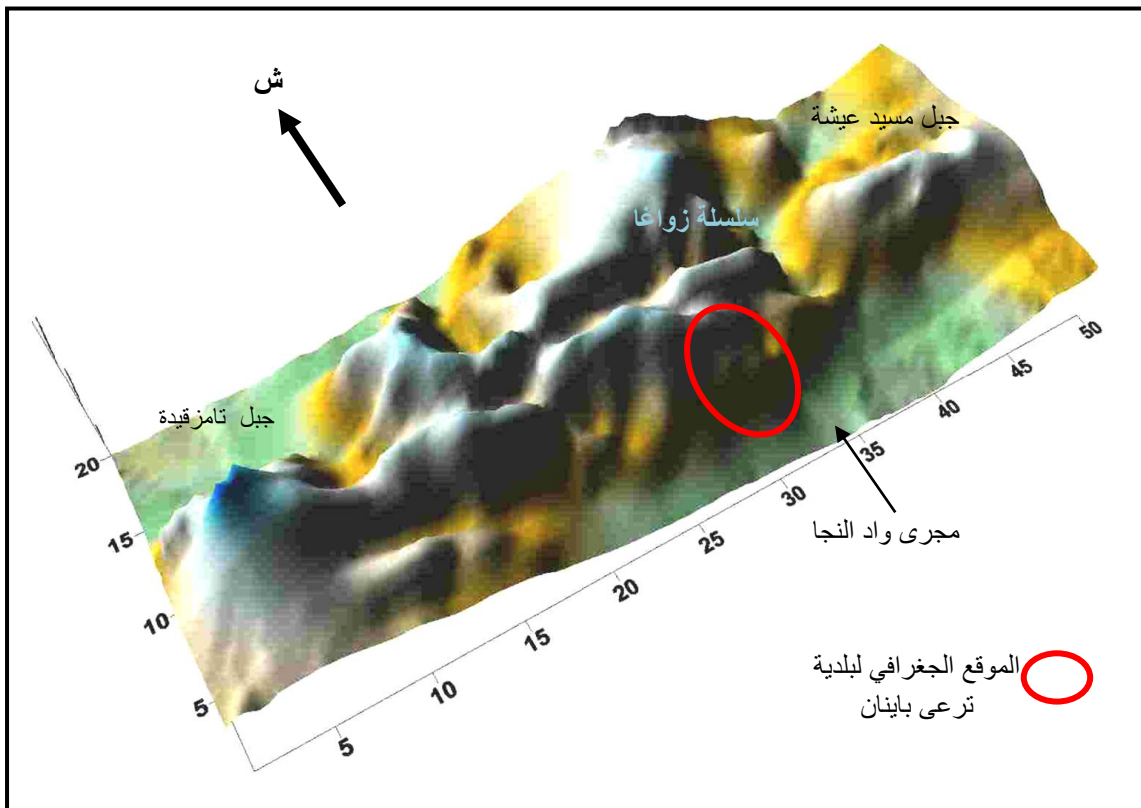 ش
جبل مسيد عيشة
سلسلة زواغا
جبل تامزقيدة
مجرى واد النجا
الموقع الجغرافي لبلدية
ترعى باينان
20
15
10
5
5
10
15
20
25
30
35
40
45
50